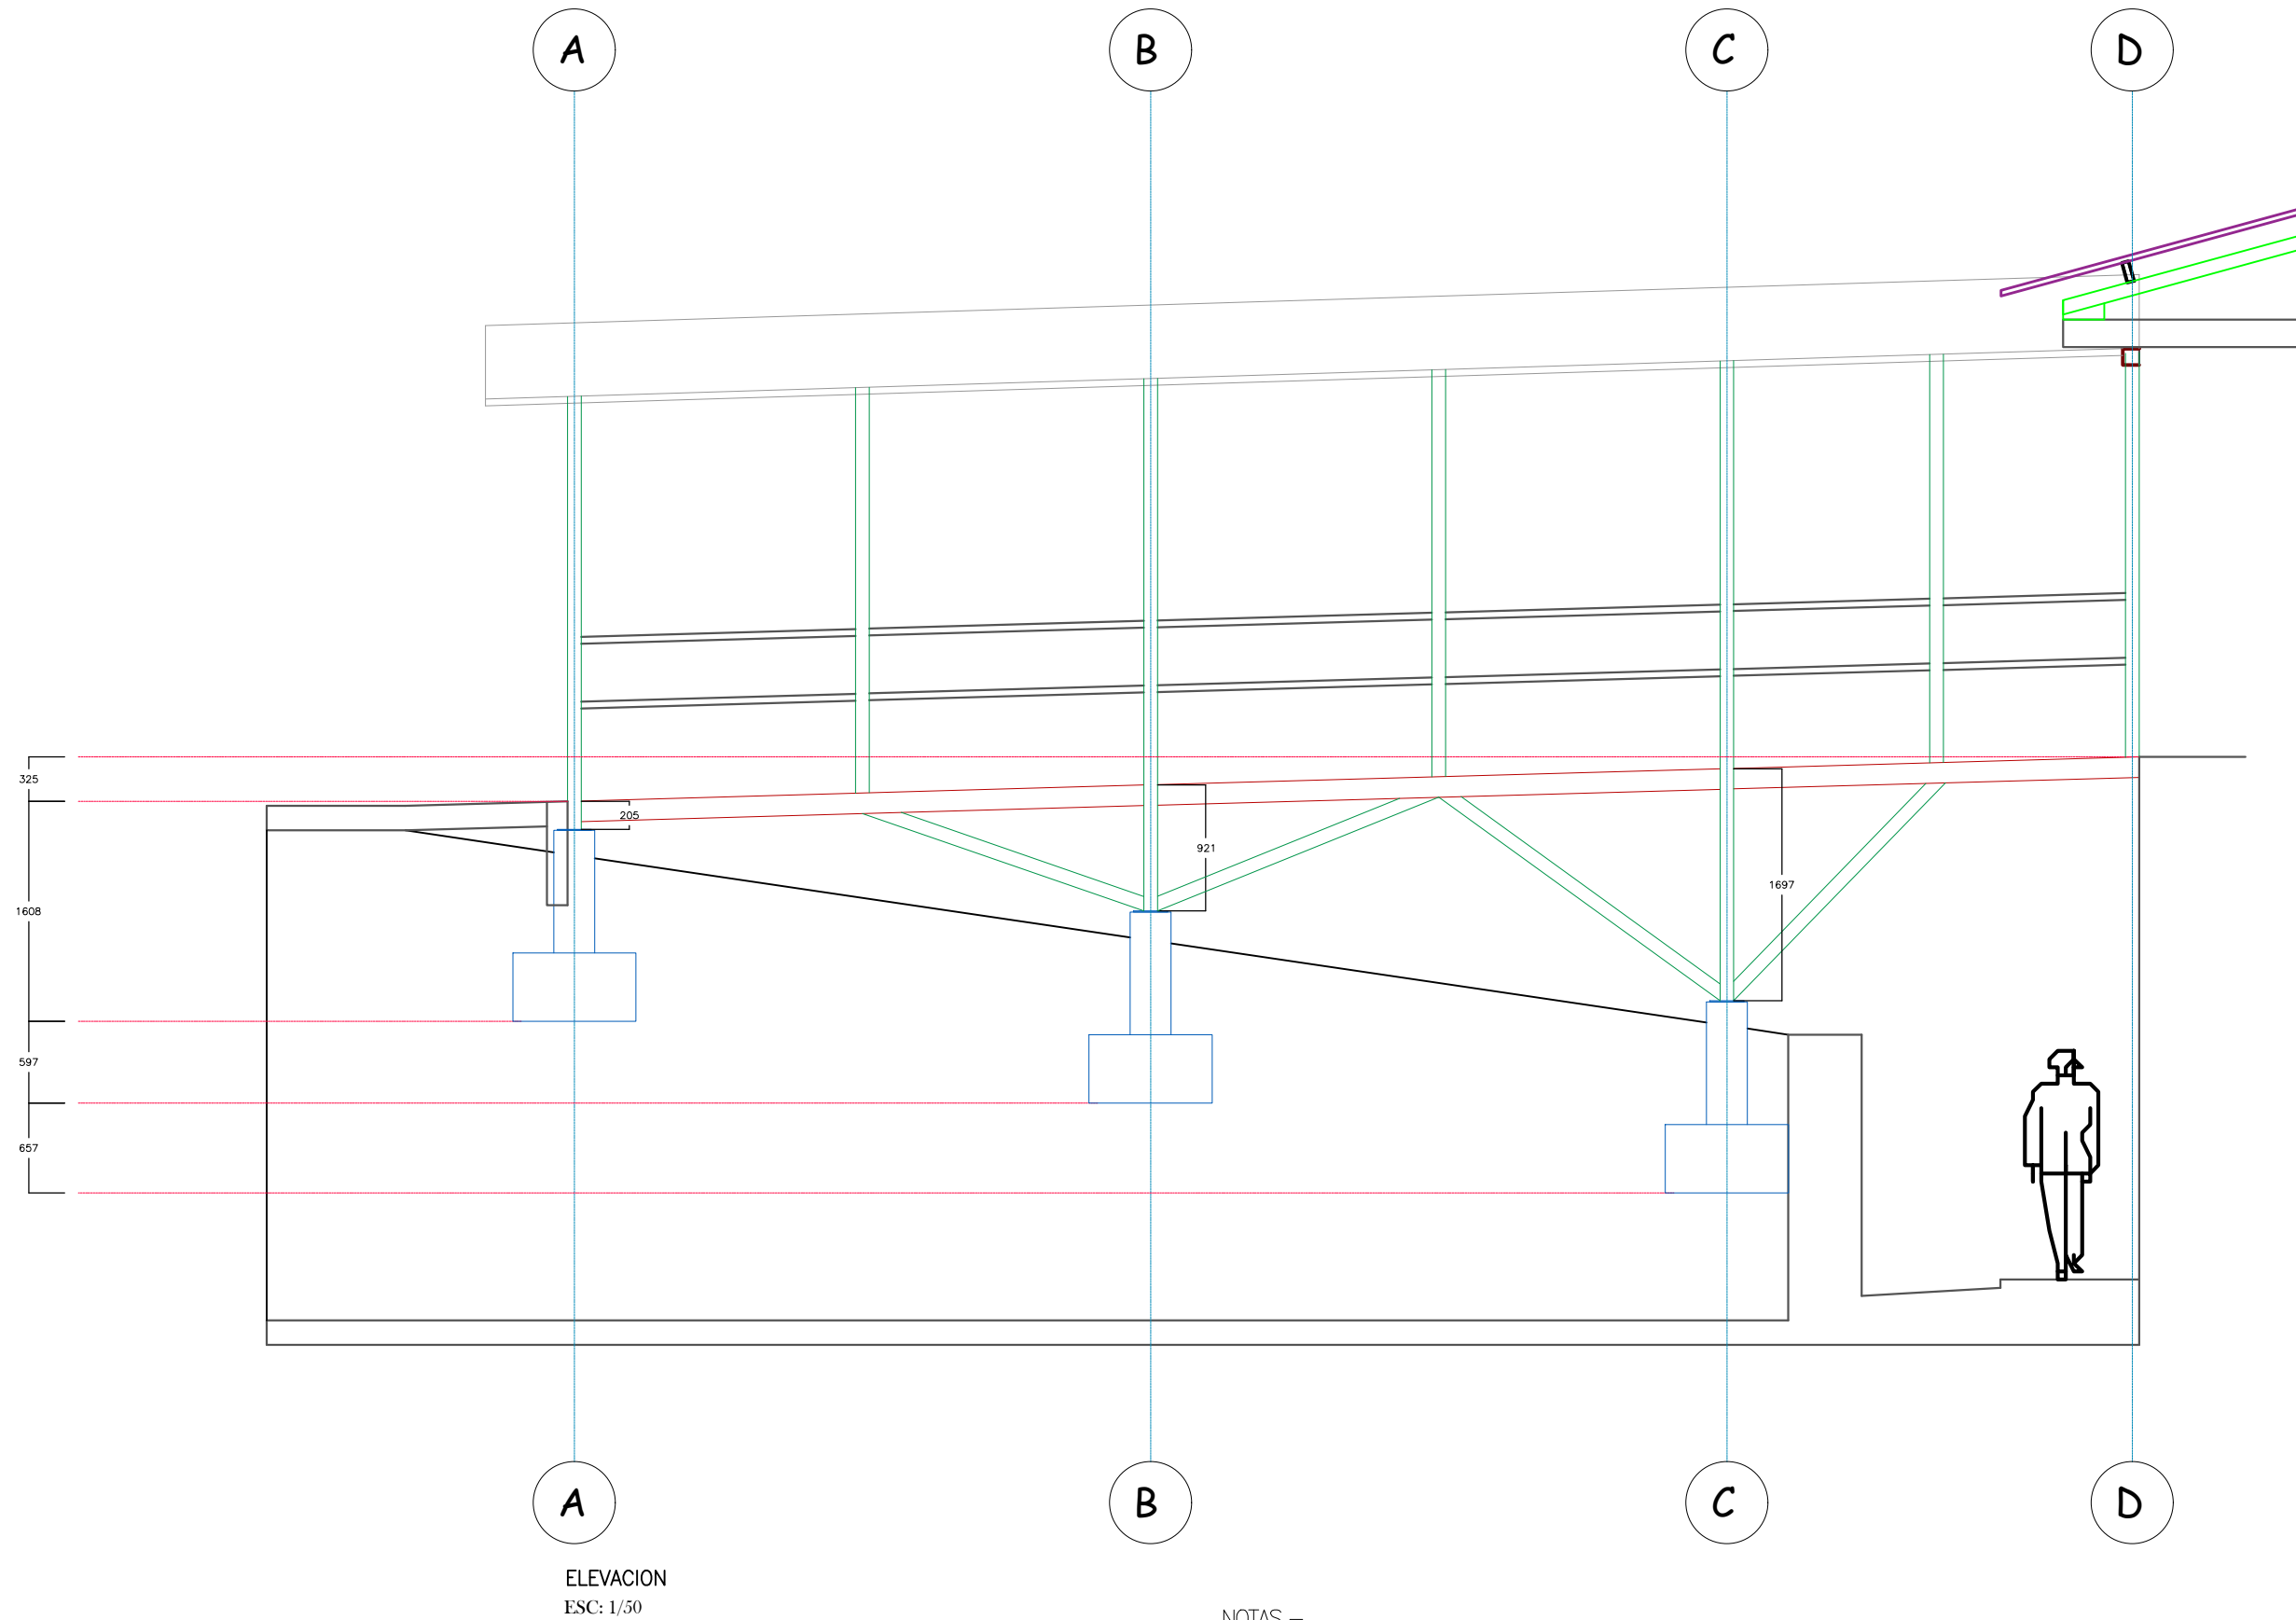 A B C D
325
205
921
1697
1608
597
657
A B C D
ELEVACION
ESC: 1/50
NOTAS –